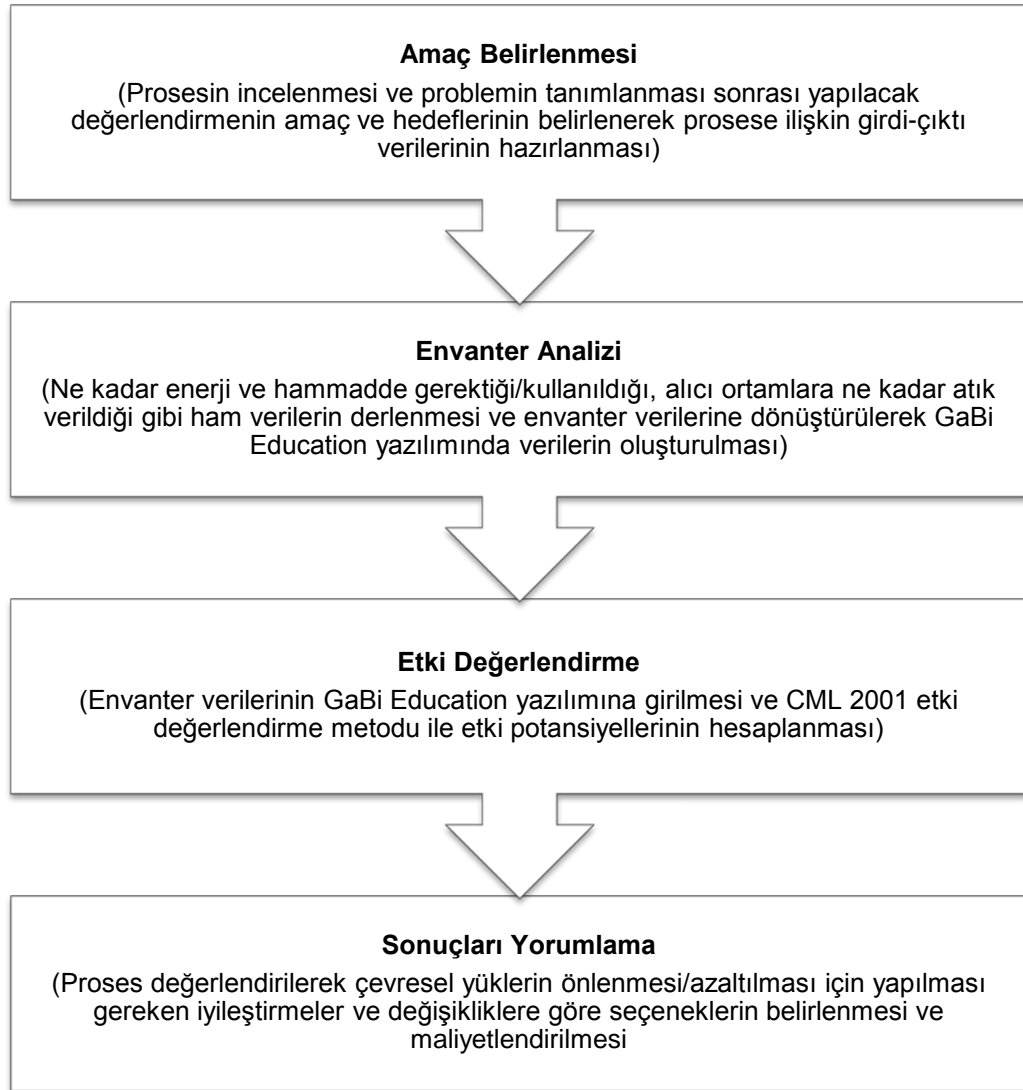 Amaç Belirlenmesi
(Prosesin incelenmesi ve problemin tanımlanması sonrası yapılacak
değerlendirmenin amaç ve hedeflerinin belirlenerek prosese ilişkin girdi-çıktı
verilerinin hazırlanması)
Envanter Analizi
(Ne kadar enerji ve hammadde gerektiği/kullanıldığı, alıcı ortamlara ne kadar atık
verildiği gibi ham verilerin derlenmesi ve envanter verilerine dönüştürülerek GaBi
Education yazılımında verilerin oluşturulması)
Etki Değerlendirme
(Envanter verilerinin GaBi Education yazılımına girilmesi ve CML 2001 etki
değerlendirme metodu ile etki potansiyellerinin hesaplanması)
Sonuçları Yorumlama
(Proses değerlendirilerek çevresel yüklerin önlenmesi/azaltılması için yapılması
gereken iyileştirmeler ve değişikliklere göre seçeneklerin belirlenmesi ve
maliyetlendirilmesi